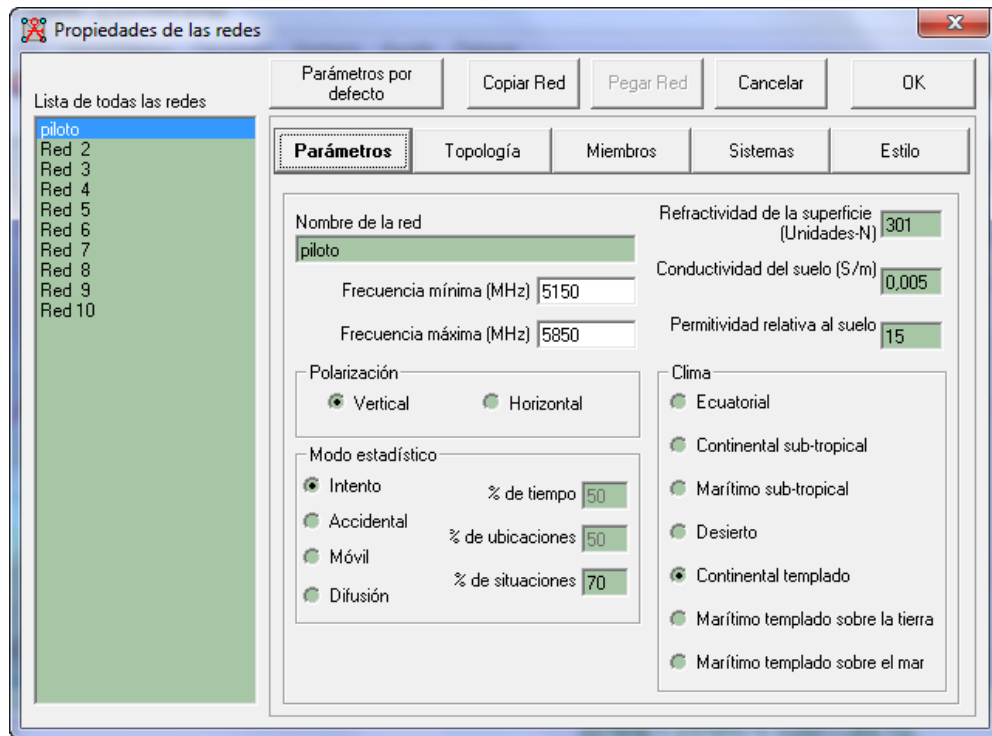 Propiedades de las redes
Lista de todas las redes
piloto
Red 2
Red 3
Red 4
Red 5
Red 6
Red 7
Red 8
Red 9
Red 10
Parámetros por
defecto
Copiar Red
Pegar Red
Cancelar
OK
Parámetros
Topología
Miembros
Sistemas
Estilo
Nombre de la red
piloto
Frecuencia mínima (MHz) 5150
Frecuencia máxima (MHz) 5850
Polarización
Vertical
Horizontal
Modo estadístico
Intento
Accidental
Móvil
Difusión
% de tiempo 50
% de ubicaciones 50
% de situaciones 70
Refractividad de la superficie
(Unidades-N) 301
Conductividad del suelo (S/m) 0,005
Permitividad relativa al suelo 15
Clima
Ecuatorial
Continental sub-tropical
Marítimo sub-tropical
Desierto
Continental templado
Marítimo templado sobre la tierra
Marítimo templado sobre el mar